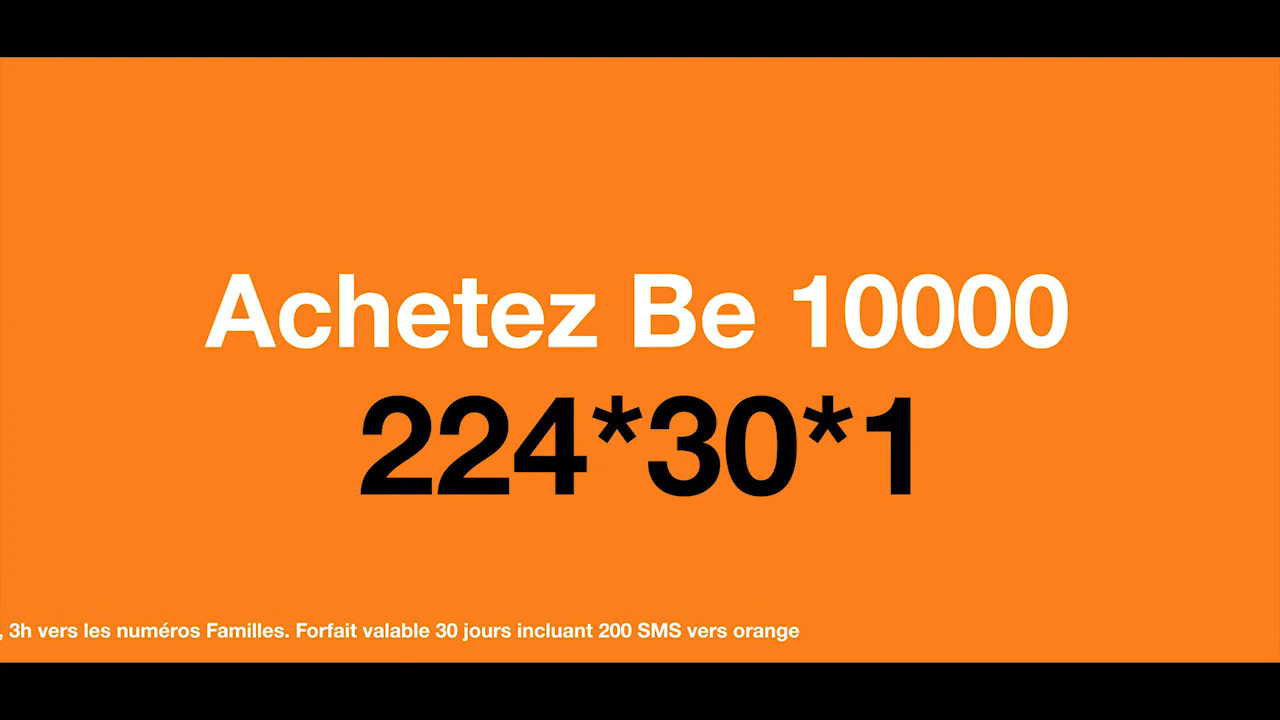 Achetez Be 10000
224*30*1
, 3h vers les numéros Familles. Forfait valable 30 jours incluant 200 SMS vers orange